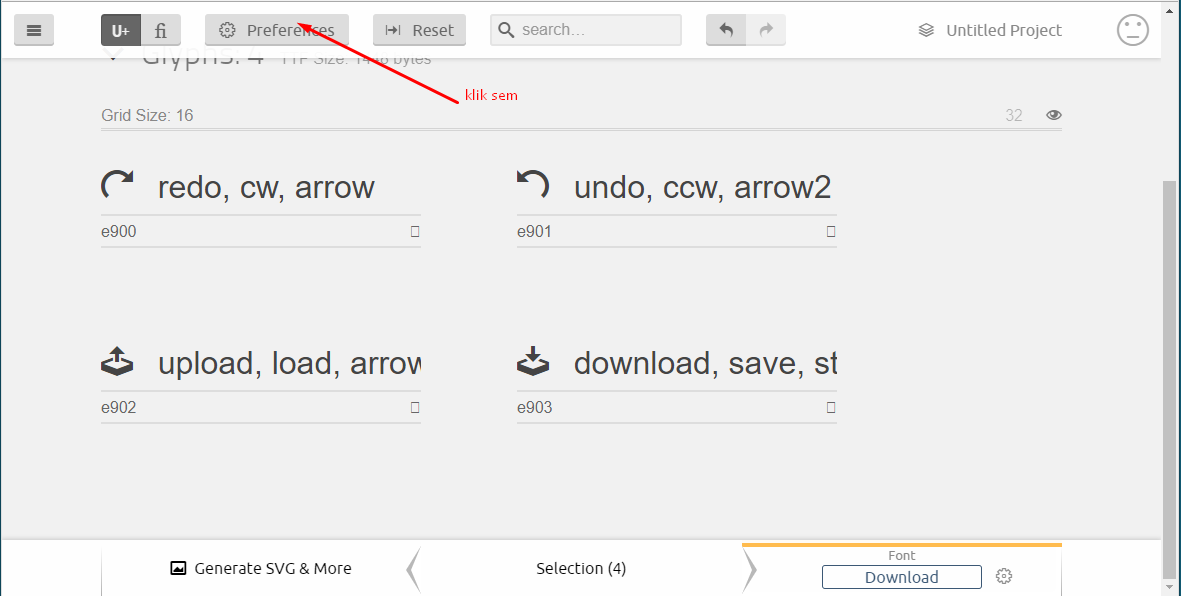 U+ fi Preferences Reset search... Untitled Project
Glyphs: 4 TTF Size: bytes
klik sem
Grid Size: 16 32
redo, cw, arrow undo, ccw, arrow2
e900 e901
upload, load, arrow download, save, st
e902 e903
Generate SVG & More Selection (4) Font
Download